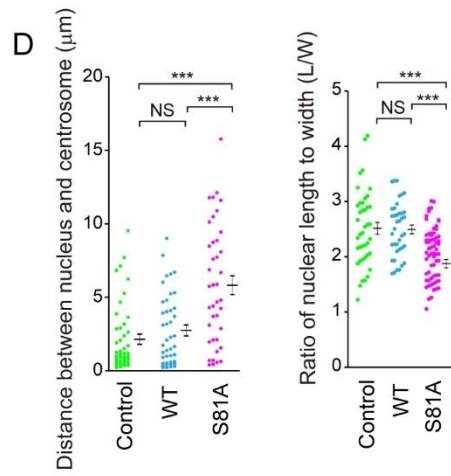 D
Distance between nucleus and centrosome (μm)
20
15
10
5
0
***
NS
***
Control
WT
S81A
Ratio of nuclear length to width (L/W)
5
4
3
2
1
0
***
NS
***
Control
WT
S81A